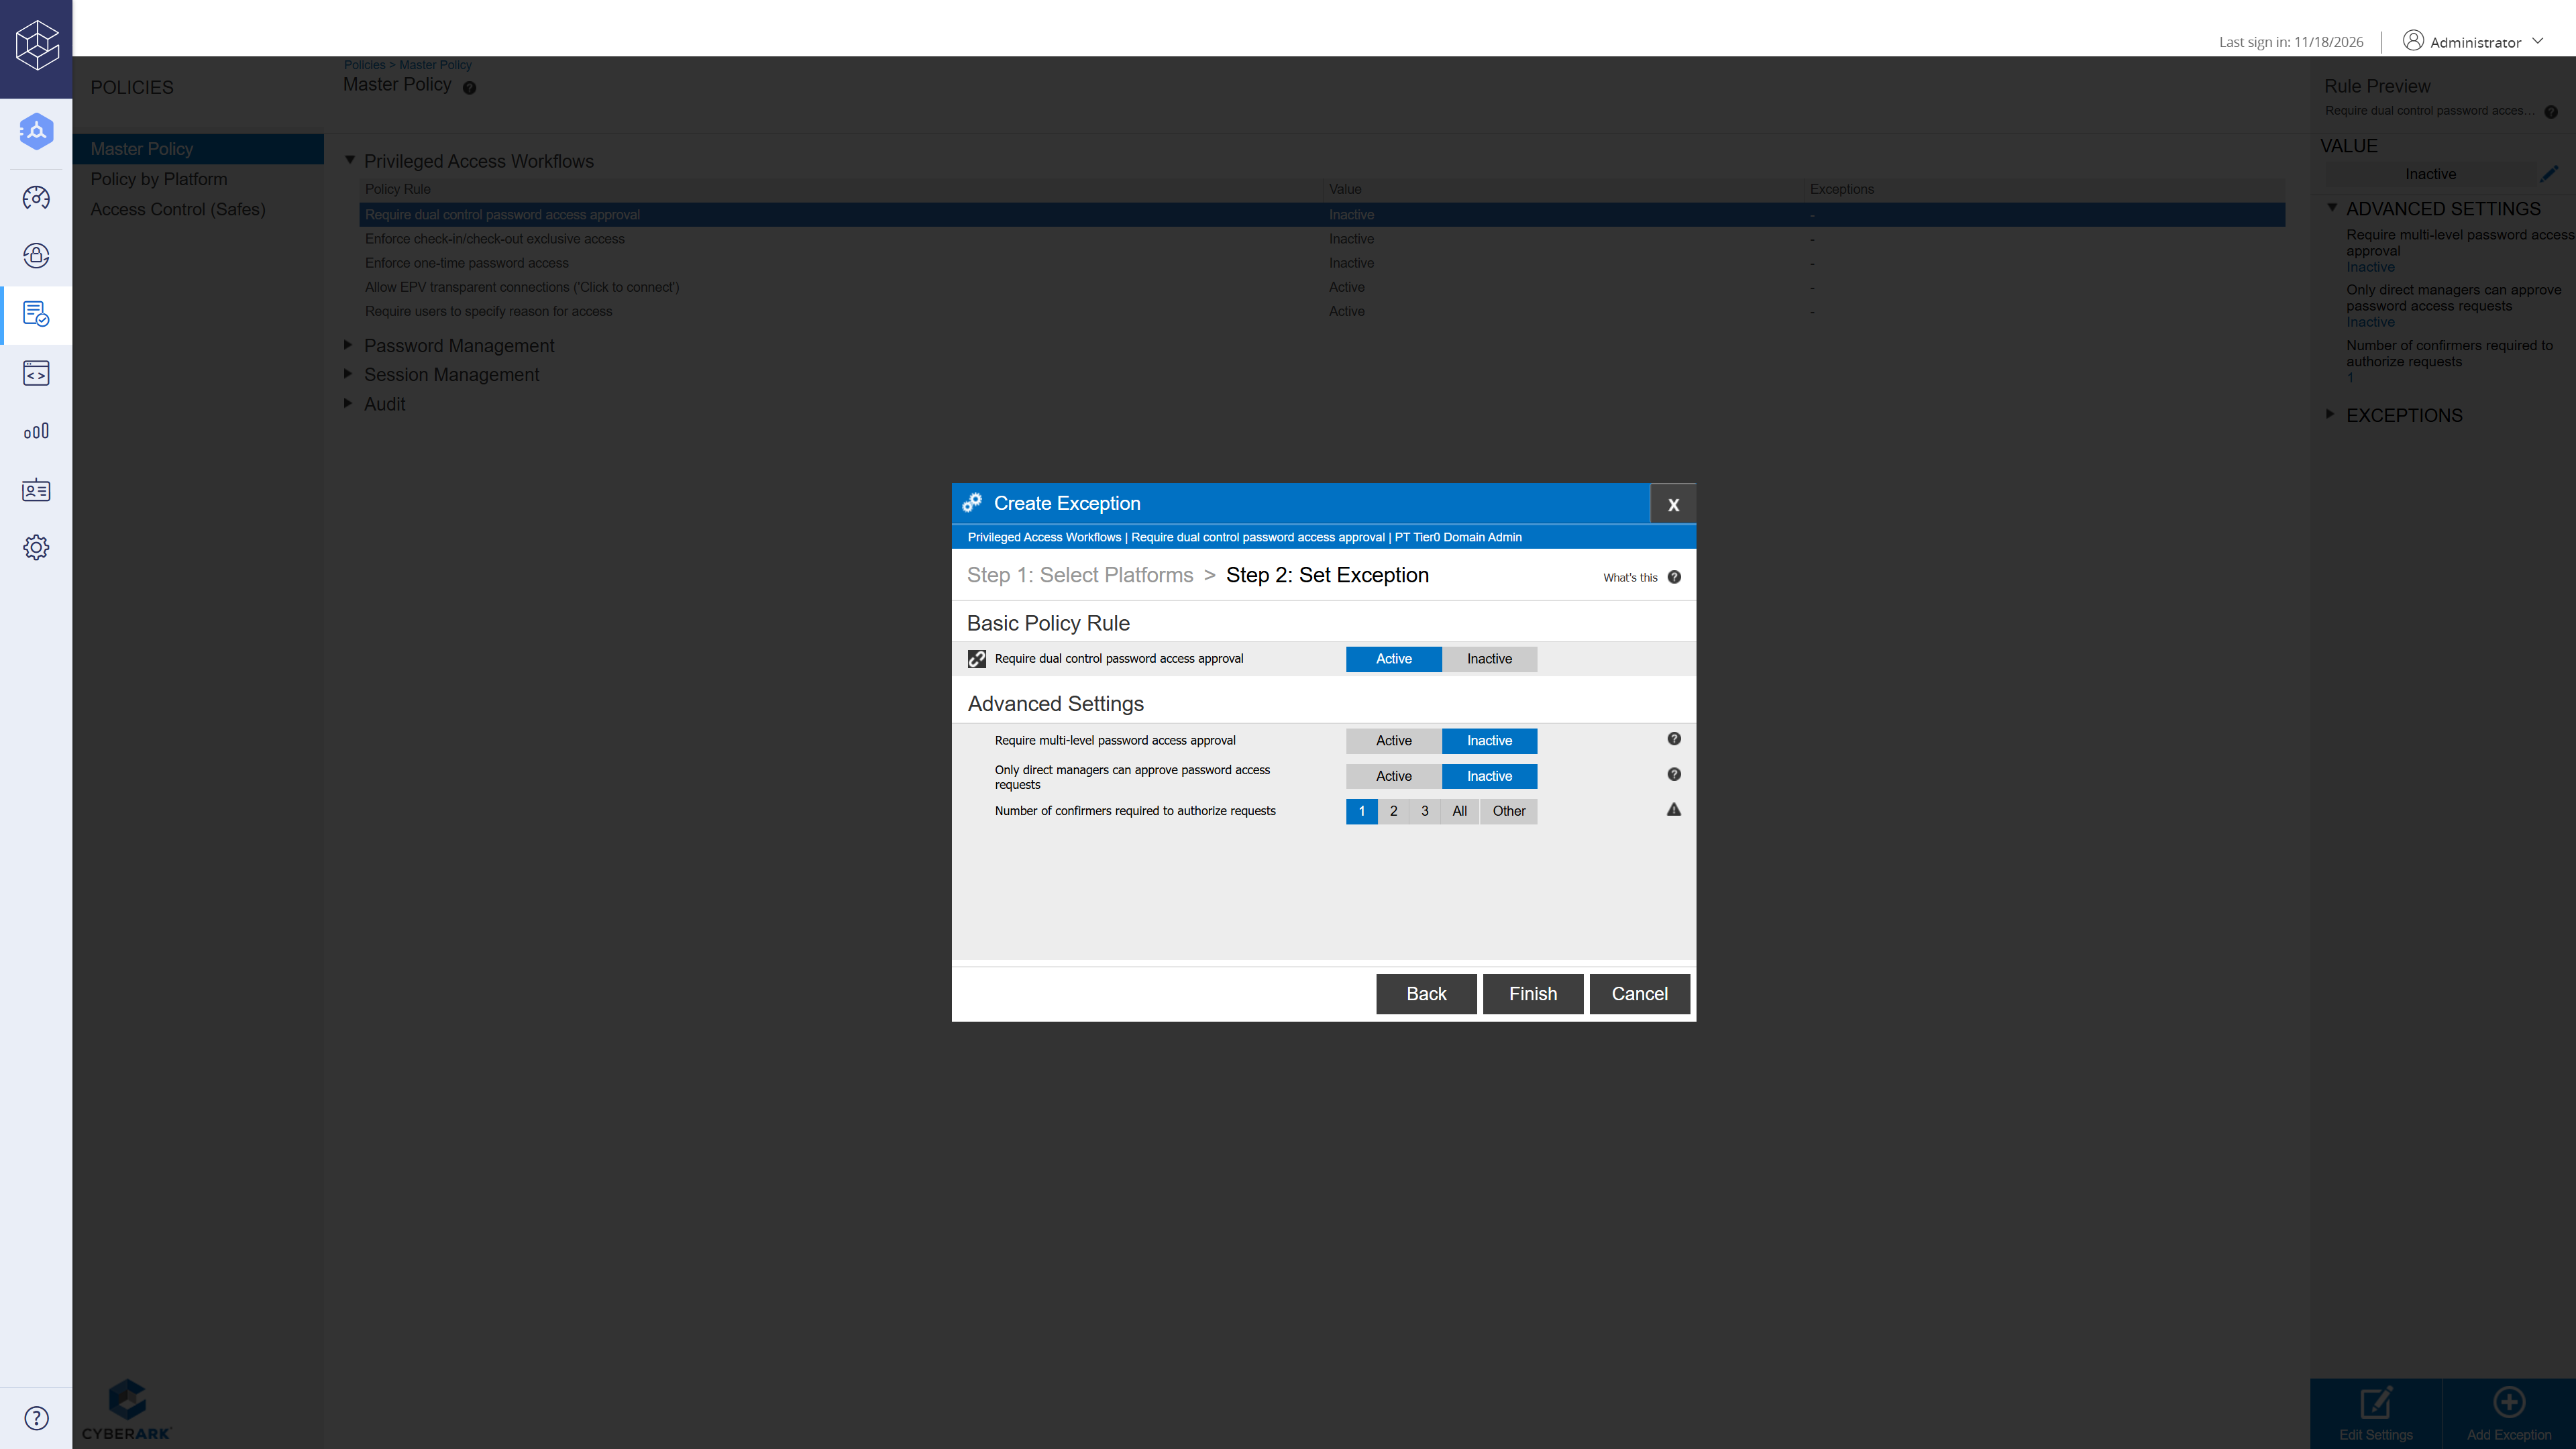 Last sign in: 11/18/2026
Administrator
POLICIES
Master Policy
Policy by Platform
Access Control (Safes)
Policies > Master Policy
Master Policy
Privileged Access Workflows
Policy Rule Value Exceptions
Require dual control password access approval Inactive -
Enforce check-in/check-out exclusive access Inactive -
Enforce one-time password access Inactive -
Allow EPV transparent connections ('Click to connect') Active -
Require users to specify reason for access Active -
Password Management
Session Management
Audit
Rule Preview
Require dual control password acces...
VALUE
Inactive
ADVANCED SETTINGS
Require multi-level password access
approval
Inactive
Only direct managers can approve
password access requests
Inactive
Number of confirmers required to
authorize requests
1
EXCEPTIONS
Create Exception
x
Privileged Access Workflows | Require dual control password access approval | PT Tier0 Domain Admin
Step 1: Select Platforms > Step 2: Set Exception
What's this
Basic Policy Rule
Require dual control password access approval Active Inactive
Advanced Settings
Require multi-level password access approval Active Inactive
Only direct managers can approve password access
requests
Active Inactive
Number of confirmers required to authorize requests 1 2 3 All Other
Back Finish Cancel
CYBERARK
Edit Settings
Add Exception